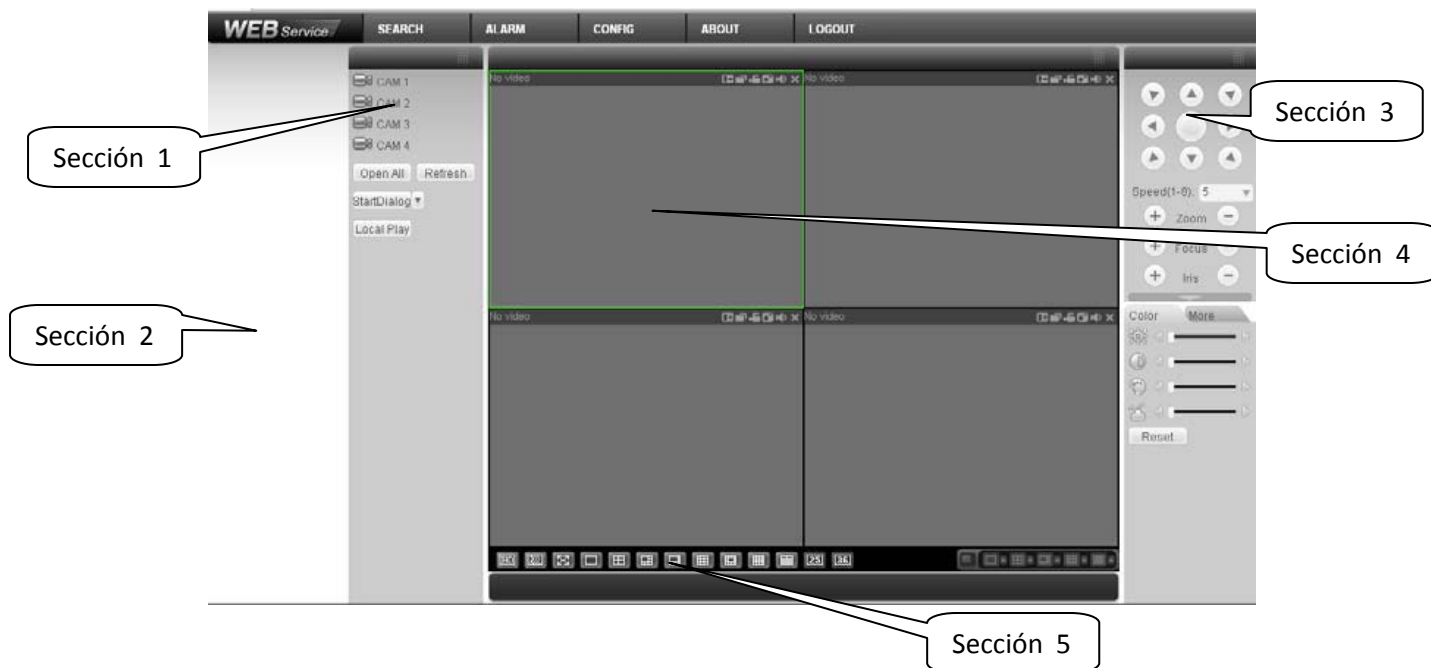 WEB Service
SEARCH
ALARM
CONFIG
ABOUT
LOGOUT
CAM 1
CAM 2
CAM 3
CAM 4
Open All
Refresh
StartDialog
Local Play
No video
No video
No video
No video
Speed(1-8): 5
Zoom
Focus
Iris
Color
More
Reset
25
36
Sección 1
Sección 2
Sección 3
Sección 4
Sección 5